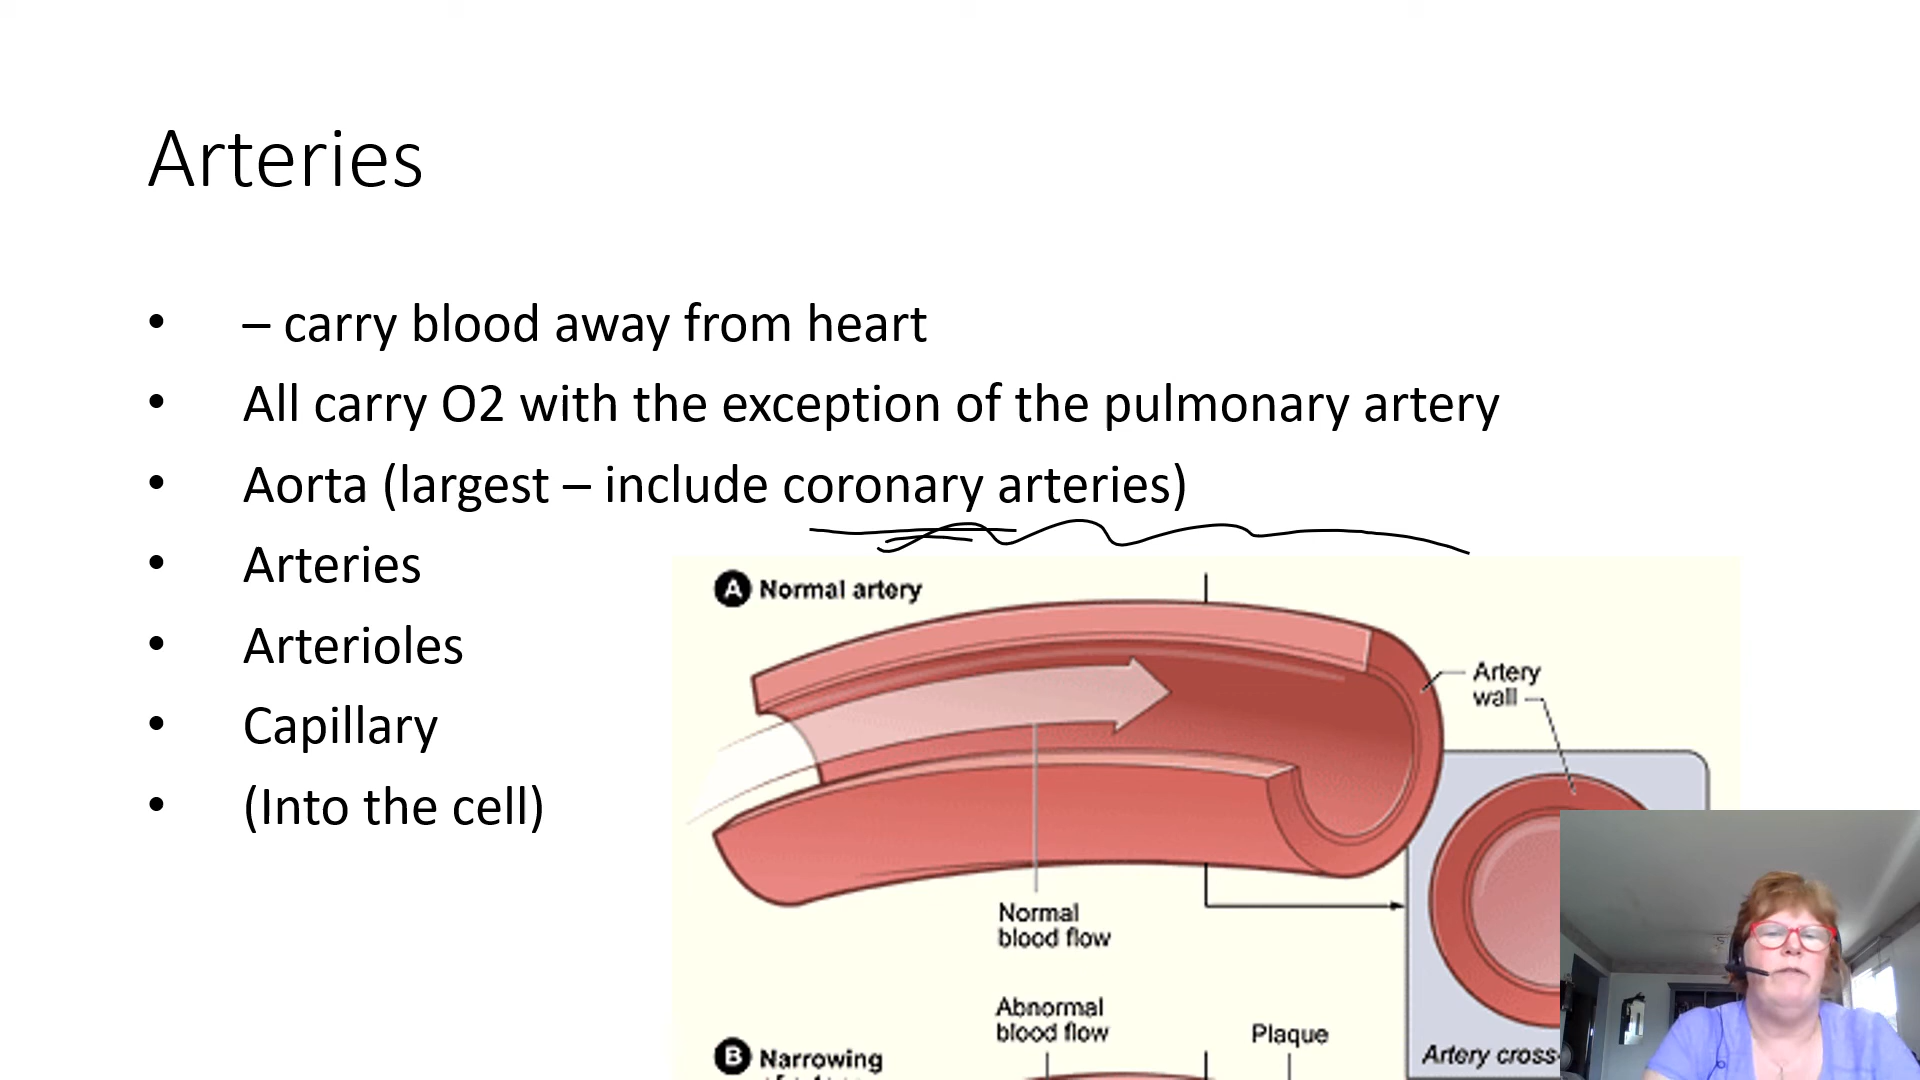 Arteries
• – carry blood away from heart
• All carry O2 with the exception of the pulmonary artery
• Aorta (largest – include coronary arteries)
• Arteries
• Arterioles
• Capillary
• (Into the cell)
A Normal artery
Artery
wall
Normal
blood flow
Abnormal
blood flow
Plaque
B Narrowing
Artery cross-